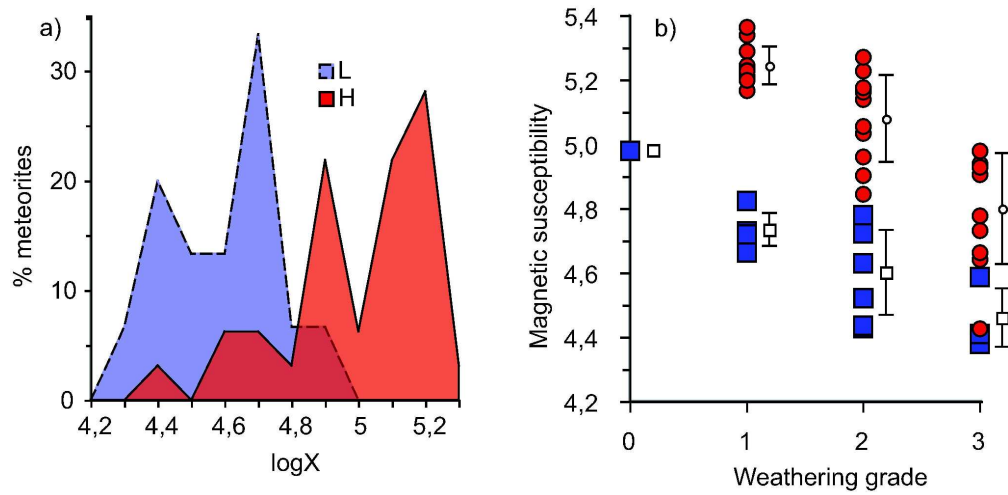 a)
% meteorites
30
20
10
0
L
H
4,2 4,4 4,6 4,8 5 5,2
logX
b)
Magnetic susceptibility
5,4
5,2
5,0
4,8
4,6
4,4
4,2
0 1 2 3
Weathering grade